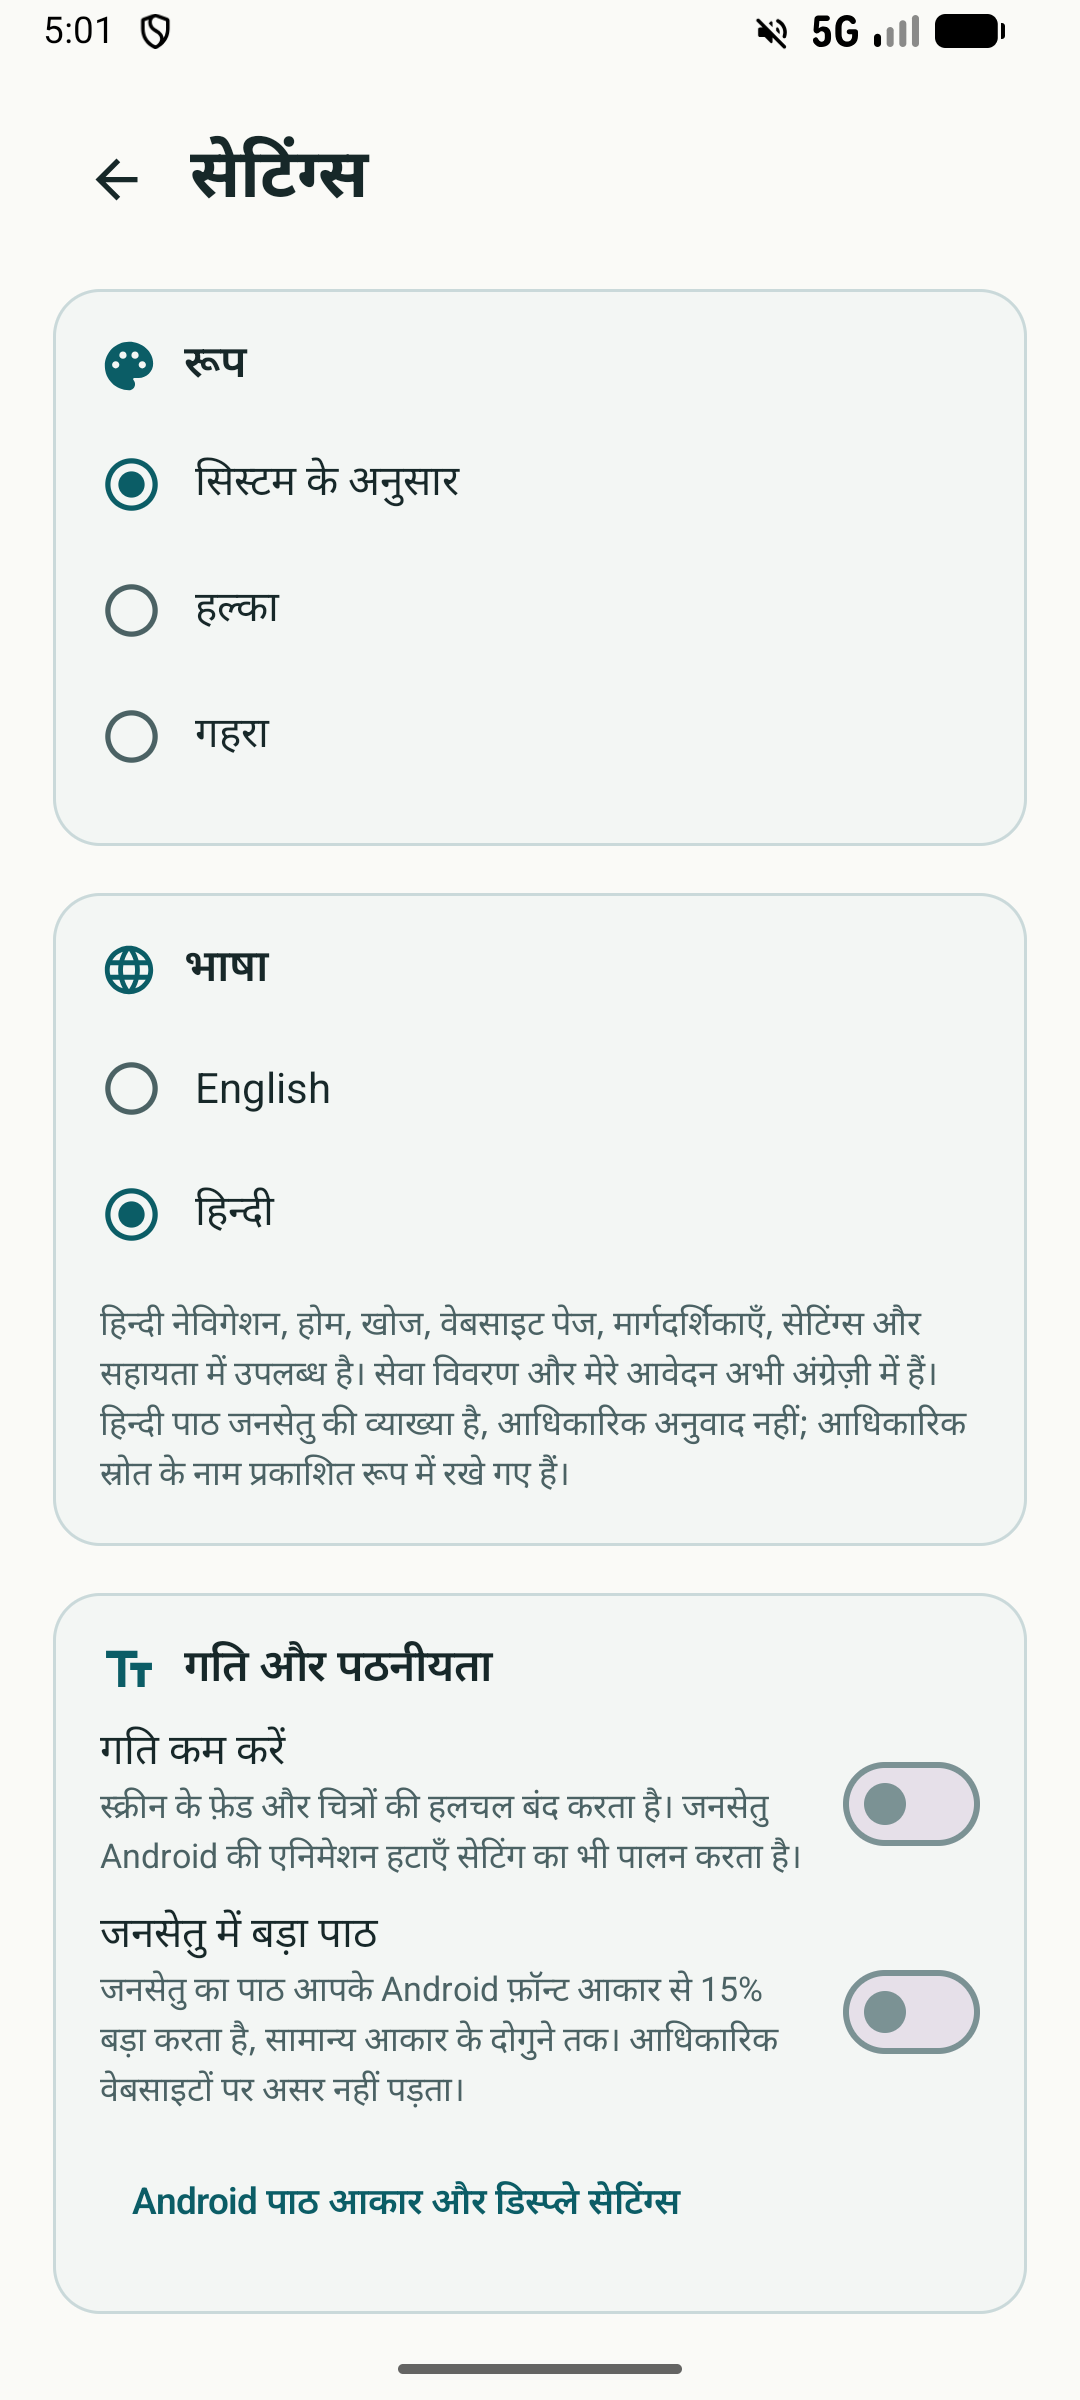 5:01
5G
सेटिंग्स
रूप
सिस्टम के अनुसार
हल्का
गहरा
भाषा
English
हिन्दी
हिन्दी नेविगेशन, होम, खोज, वेबसाइट पेज, मार्गदर्शिकाएँ, सेटिंग्स और
सहायता में उपलब्ध है। सेवा विवरण और मेरे आवेदन अभी अंग्रेज़ी में हैं।
हिन्दी पाठ जनसेतु की व्याख्या है, आधिकारिक अनुवाद नहीं; आधिकारिक
स्रोत के नाम प्रकाशित रूप में रखे गए हैं।
गति और पठनीयता
गति कम करें
स्क्रीन के फ़ेड और चित्रों की हलचल बंद करता है। जनसेतु
Android की एनिमेशन हटाएँ सेटिंग का भी पालन करता है।
जनसेतु में बड़ा पाठ
जनसेतु का पाठ आपके Android फ़ॉन्ट आकार से 15%
बड़ा करता है, सामान्य आकार के दोगुने तक। आधिकारिक
वेबसाइटों पर असर नहीं पड़ता।
Android पाठ आकार और डिस्प्ले सेटिंग्स